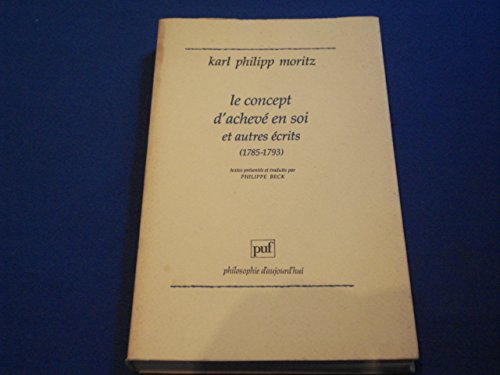 karl philipp moritz
le concept
d'achevé en soi
et autres écrits
(1785-1793)
textes présentés et traduits par
PHILIPPE BECK
puf
philosophie d'aujourd'hui